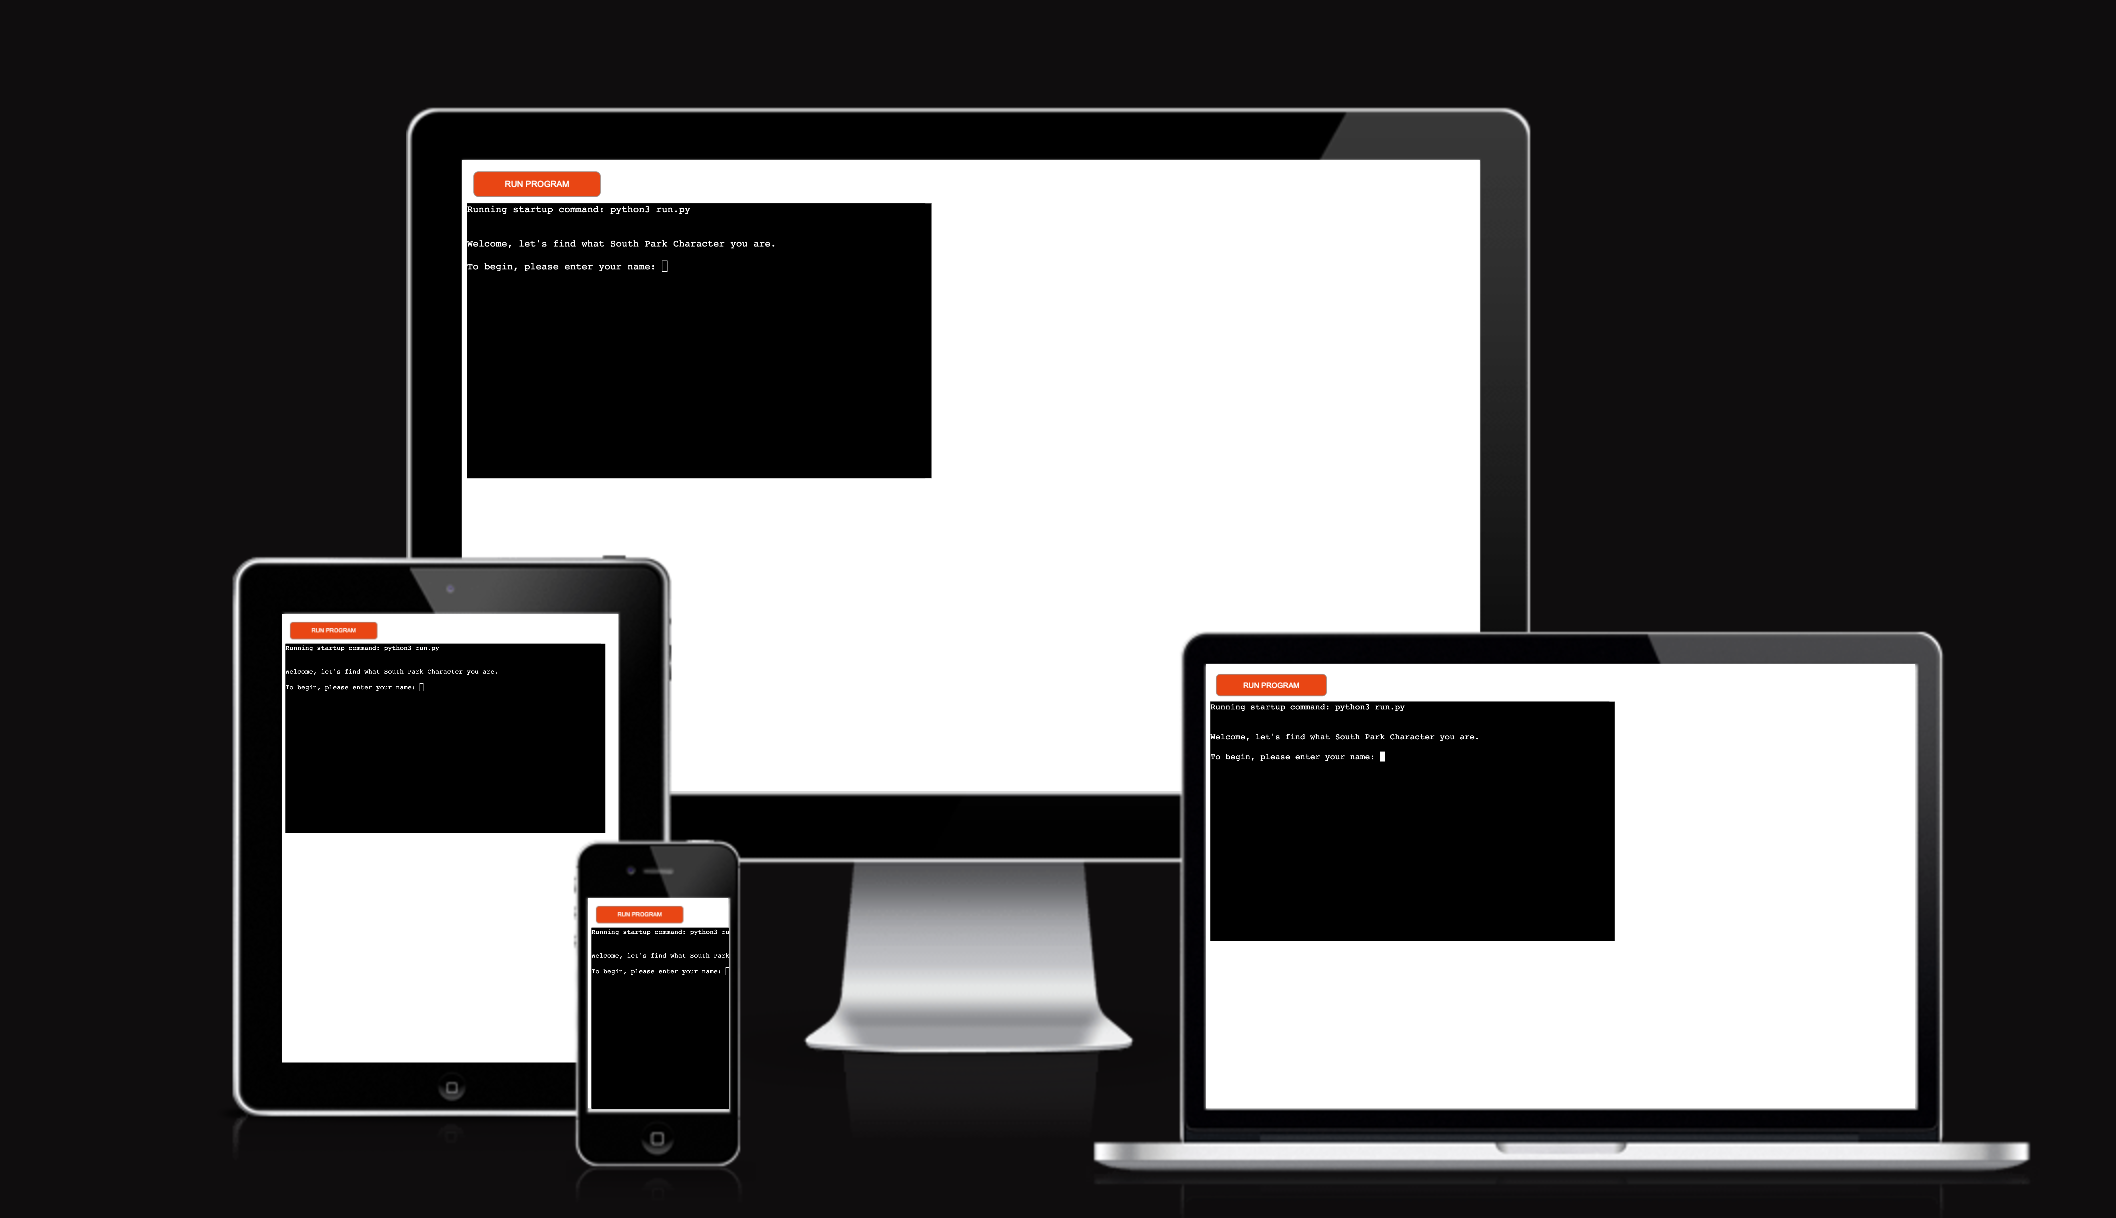 RUN PROGRAM
Running startup command: python3 run.py
Welcome, let's find what South Park Character you are.
To begin, please enter your name:
RUN PROGRAM
Running startup command: python3 run.py
Welcome, let's find what South Park Character you are.
To begin, please enter your name:
RUN PROGRAM
Running startup command: python3 run.py
Welcome, let's find what South Park Character you are.
To begin, please enter your name:
RUN PROGRAM
Running startup command: python3 ru
Welcome, let's find what South Park
To begin, please enter your name: